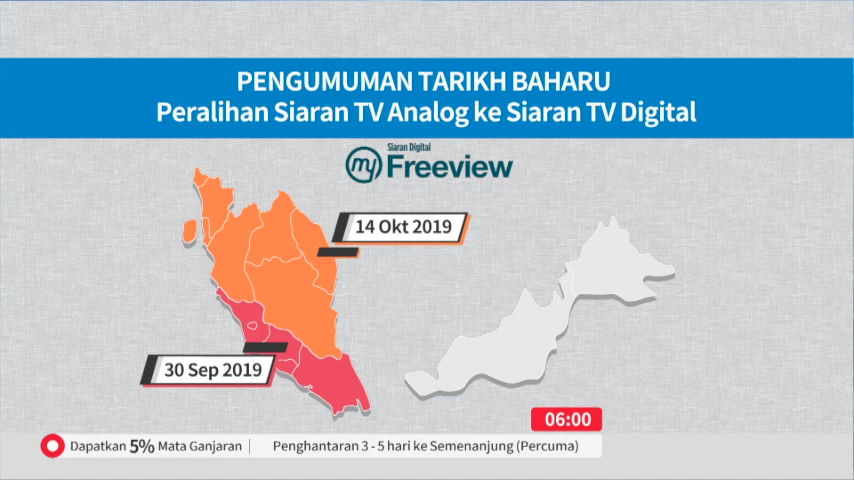 PENGUMUMAN TARIKH BAHARU
Peralihan Siaran TV Analog ke Siaran TV Digital
Siaran Digital
my Freeview
14 Okt 2019
30 Sep 2019
06:00
Dapatkan 5% Mata Ganjaran | Penghantaran 3 - 5 hari ke Semenanjung (Percuma)